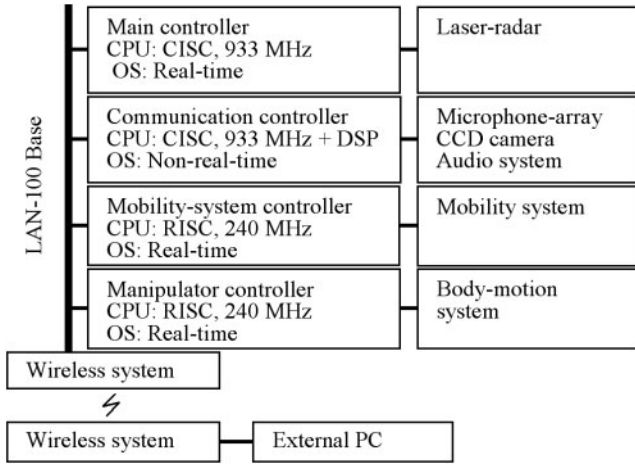 LAN-100 Base
Main controller
CPU: CISC, 933 MHz
OS: Real-time
Laser-radar
Communication controller
CPU: CISC, 933 MHz + DSP
OS: Non-real-time
Microphone-array
CCD camera
Audio system
Mobility-system controller
CPU: RISC, 240 MHz
OS: Real-time
Mobility system
Manipulator controller
CPU: RISC, 240 MHz
OS: Real-time
Body-motion
system
Wireless system
Wireless system
External PC